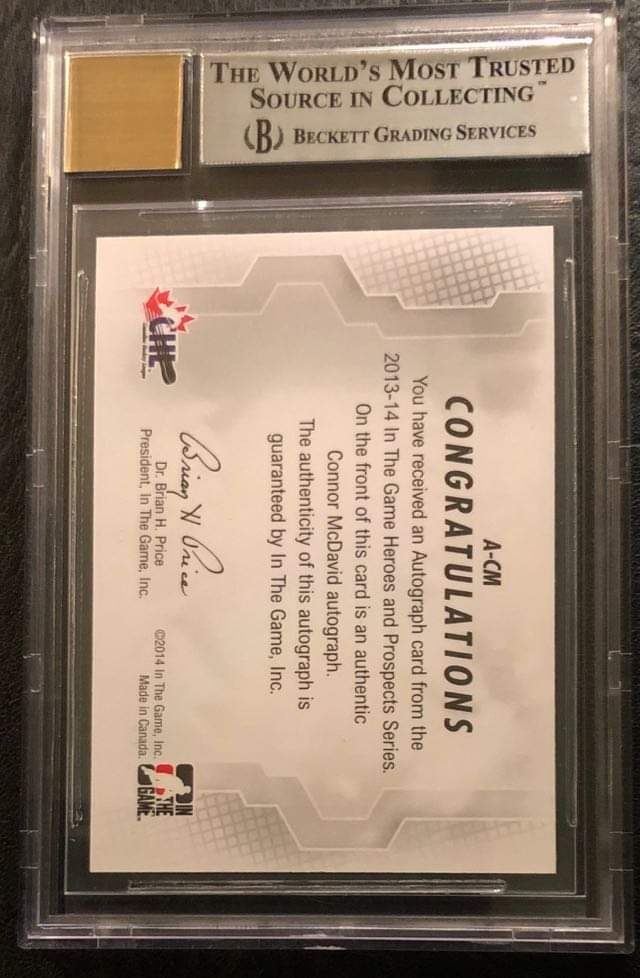 THE WORLD'S MOST TRUSTED
SOURCE IN COLLECTING™
(B) BECKETT GRADING SERVICES
A-CM
CONGRATULATIONS
You have received an Autograph card from the
2013-14 In The Game Heroes and Prospects Series.
On the front of this card is an authentic
Connor McDavid autograph.
The authenticity of this autograph is
guaranteed by In The Game, Inc.
CHL
Brian H Price
Dr. Brian H. Price
President, In The Game, Inc.
©2014 In The Game, Inc.
Made in Canada.
IN
THE
GAME